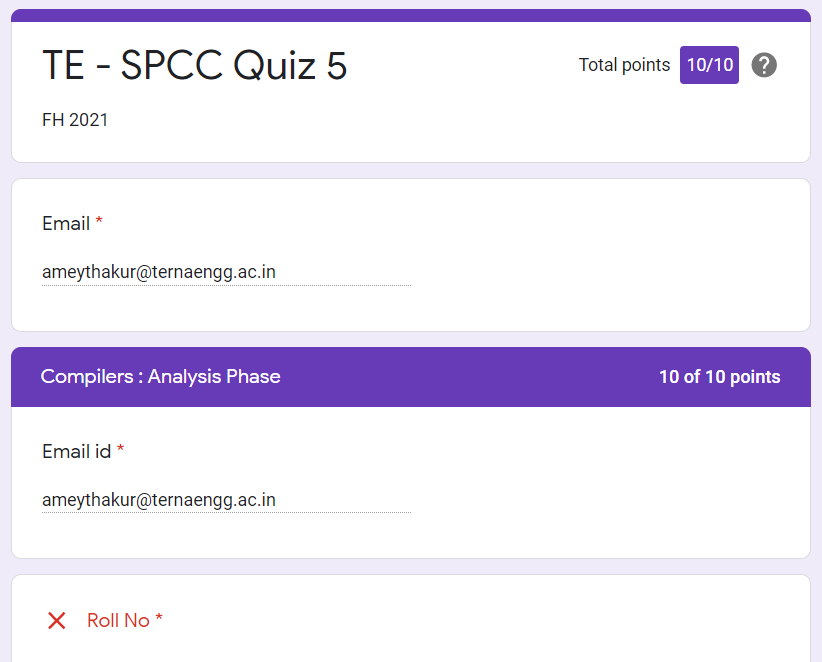 TE - SPCC Quiz 5
Total points 10/10 ?
FH 2021
Email *
ameythakur@ternaengg.ac.in
Compilers : Analysis Phase
10 of 10 points
Email id *
ameythakur@ternaengg.ac.in
Roll No *